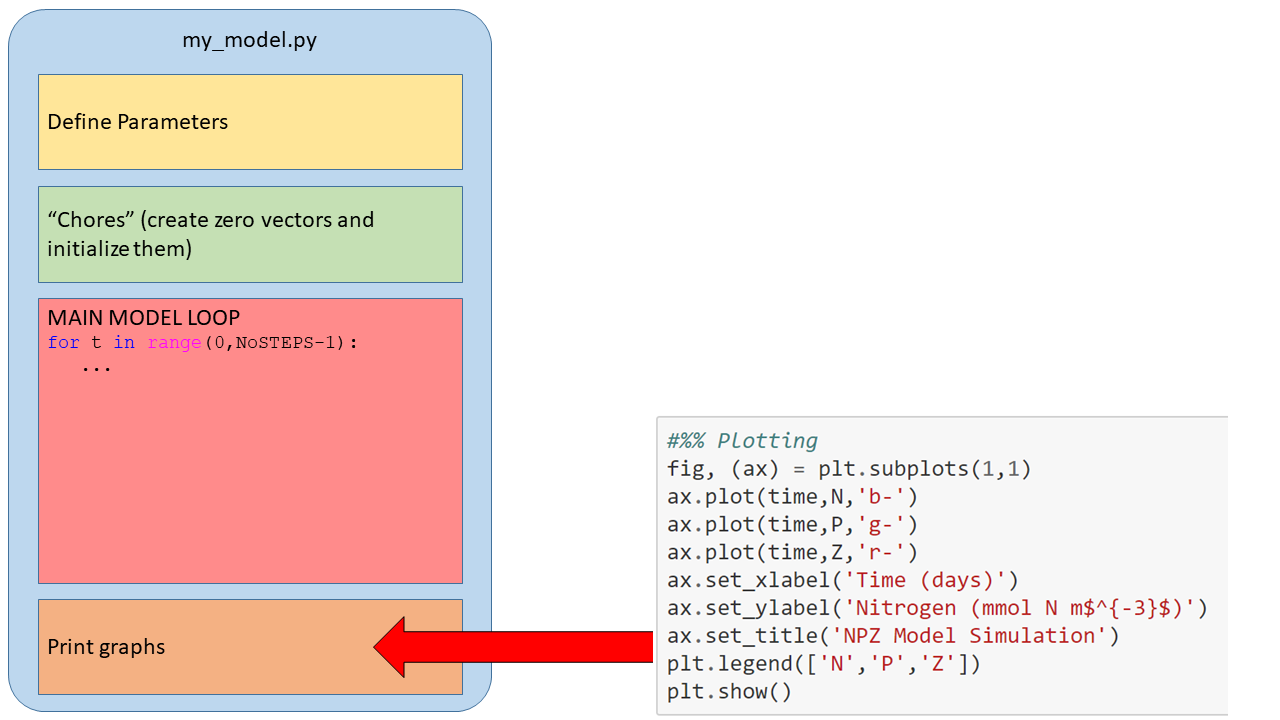 my_model.py
Define Parameters
“Chores” (create zero vectors and
initialize them)
MAIN MODEL LOOP
for t in range(0,NoSTEPS-1):
   ...
Print graphs
#%% Plotting
fig, (ax) = plt.subplots(1,1)
ax.plot(time,N,'b-')
ax.plot(time,P,'g-')
ax.plot(time,Z,'r-')
ax.set_xlabel('Time (days)')
ax.set_ylabel('Nitrogen (mmol N m$^{-3}$)')
ax.set_title('NPZ Model Simulation')
plt.legend(['N','P','Z'])
plt.show()